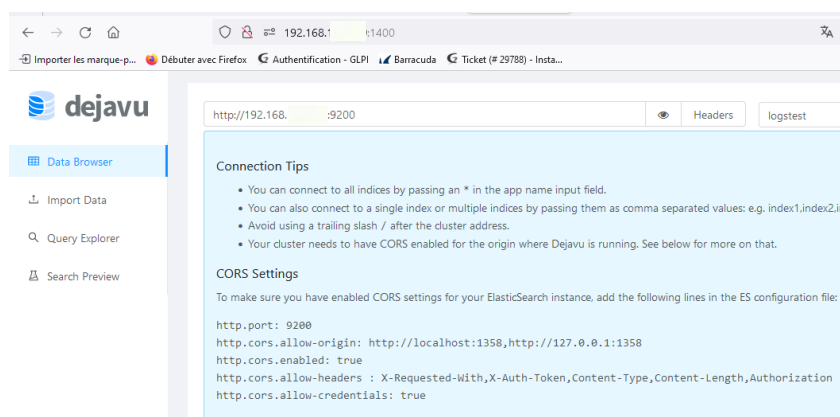 192.168.1 :1400
Importer les marque-p... Débuter avec Firefox Authentification - GLPI Barracuda Ticket (# 29788) - Insta...
dejavu
http://192.168. :9200 Headers logstest
Data Browser
Import Data
Query Explorer
Search Preview
Connection Tips
You can connect to all indices by passing an * in the app name input field.
You can also connect to a single index or multiple indices by passing them as comma separated values: e.g. index1,index2,i
Avoid using a trailing slash / after the cluster address.
Your cluster needs to have CORS enabled for the origin where Dejavu is running. See below for more on that.
CORS Settings
To make sure you have enabled CORS settings for your ElasticSearch instance, add the following lines in the ES configuration file:
http.port: 9200
http.cors.allow-origin: http://localhost:1358,http://127.0.0.1:1358
http.cors.enabled: true
http.cors.allow-headers : X-Requested-With,X-Auth-Token,Content-Type,Content-Length,Authorization
http.cors.allow-credentials: true